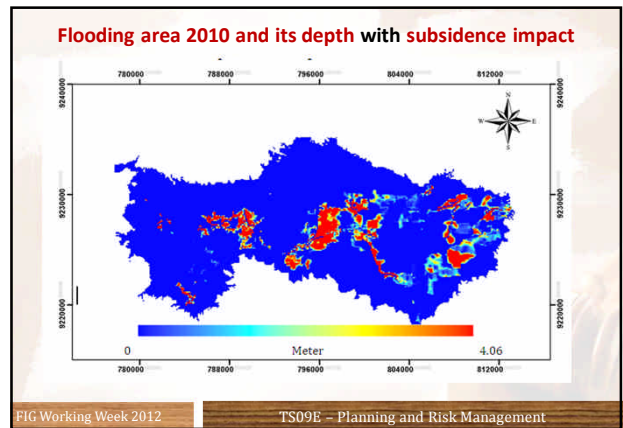 Flooding area 2010 and its depth with subsidence impact
780000 788000 796000 804000 812000
9240000 9240000
N
W E
S
9230000 9230000
9220000 9220000
0 Meter 4.06
780000 788000 796000 804000 812000
FIG Working Week 2012 TS09E – Planning and Risk Management